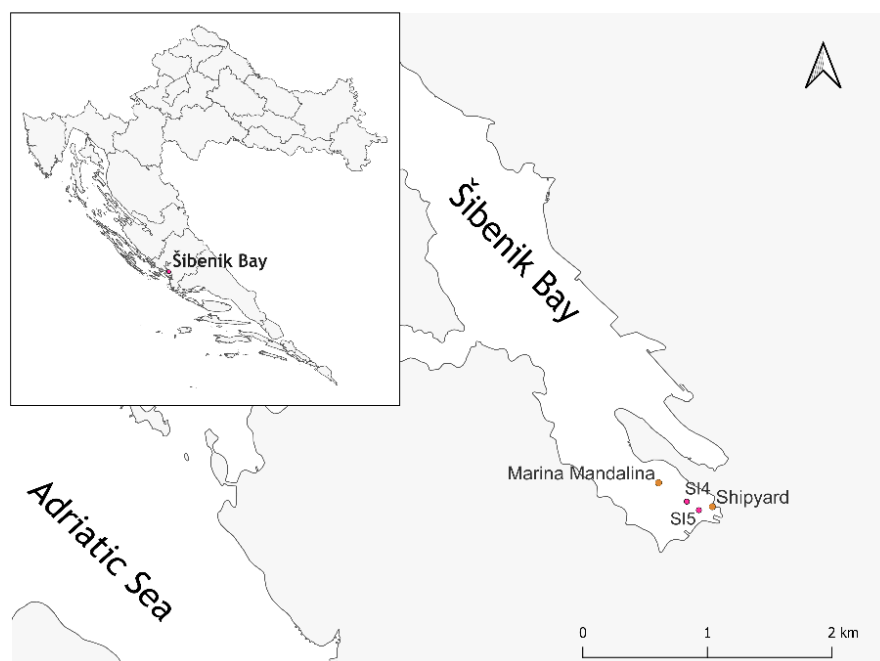 Šibenik Bay
Šibenik Bay
Marina Mandalina
SI4
Shipyard
SI5
Adriatic Sea
0 1 2 km